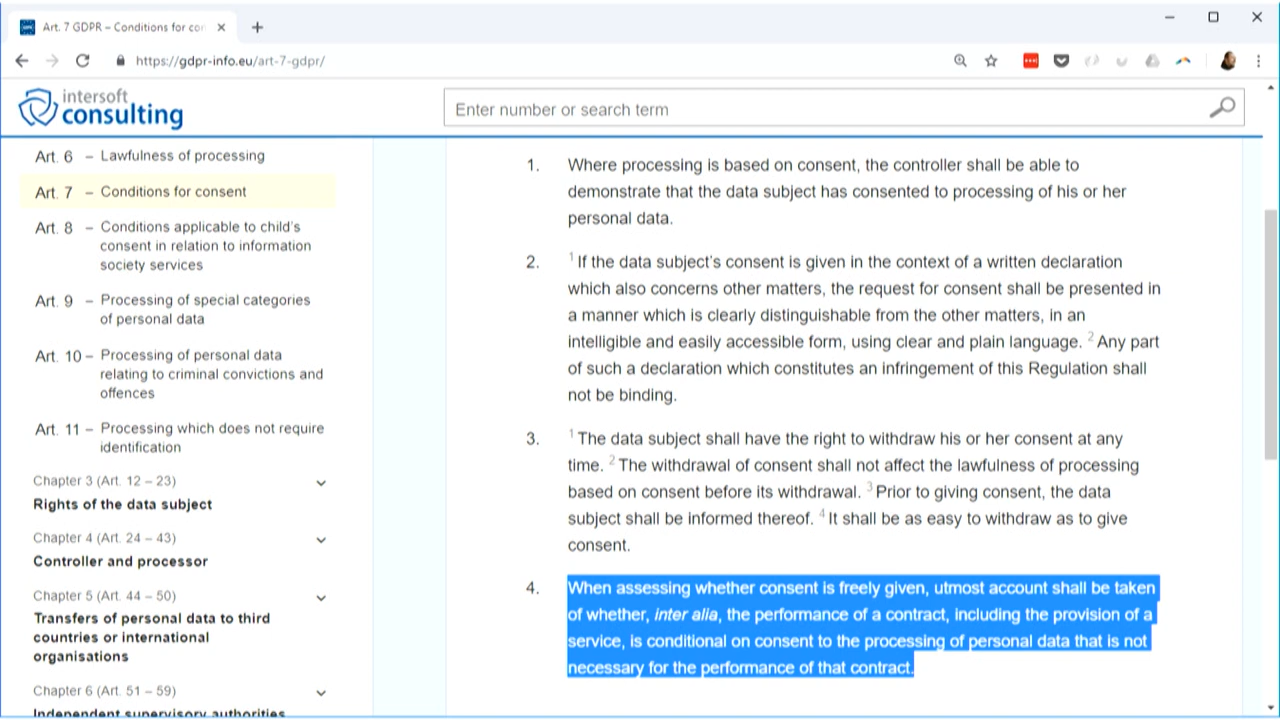 Art. 7 GDPR – Conditions for con
https://gdpr-info.eu/art-7-gdpr/
intersoft
consulting
Enter number or search term
Art. 6 – Lawfulness of processing
Art. 7 – Conditions for consent
Art. 8 – Conditions applicable to child's
consent in relation to information
society services
Art. 9 – Processing of special categories
of personal data
Art. 10 – Processing of personal data
relating to criminal convictions and
offences
Art. 11 – Processing which does not require
identification
Chapter 3 (Art. 12 – 23)
Rights of the data subject
Chapter 4 (Art. 24 – 43)
Controller and processor
Chapter 5 (Art. 44 – 50)
Transfers of personal data to third
countries or international
organisations
Chapter 6 (Art. 51 – 59)
Independent supervisory authorities
1. Where processing is based on consent, the controller shall be able to
demonstrate that the data subject has consented to processing of his or her
personal data.
2. 1 If the data subject's consent is given in the context of a written declaration
which also concerns other matters, the request for consent shall be presented in
a manner which is clearly distinguishable from the other matters, in an
intelligible and easily accessible form, using clear and plain language. 2 Any part
of such a declaration which constitutes an infringement of this Regulation shall
not be binding.
3. 1 The data subject shall have the right to withdraw his or her consent at any
time. 2 The withdrawal of consent shall not affect the lawfulness of processing
based on consent before its withdrawal. 3 Prior to giving consent, the data
subject shall be informed thereof. 4 It shall be as easy to withdraw as to give
consent.
4. When assessing whether consent is freely given, utmost account shall be taken
of whether, inter alia, the performance of a contract, including the provision of a
service, is conditional on consent to the processing of personal data that is not
necessary for the performance of that contract.